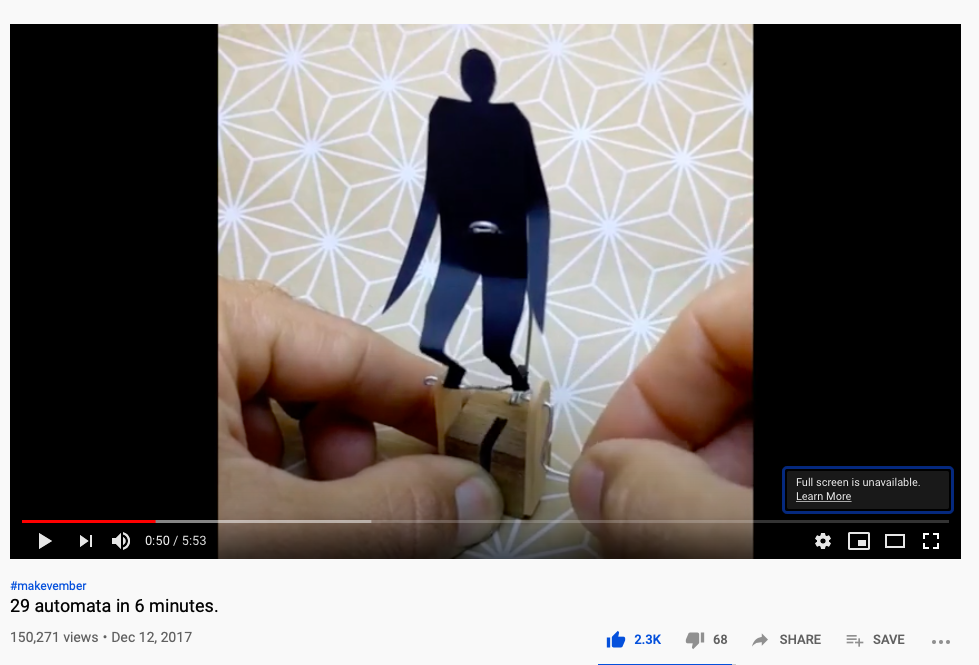 Full screen is unavailable.
Learn More
0:50 / 5:53
#makevember
29 automata in 6 minutes.
150,271 views • Dec 12, 2017
2.3K 68 SHARE SAVE